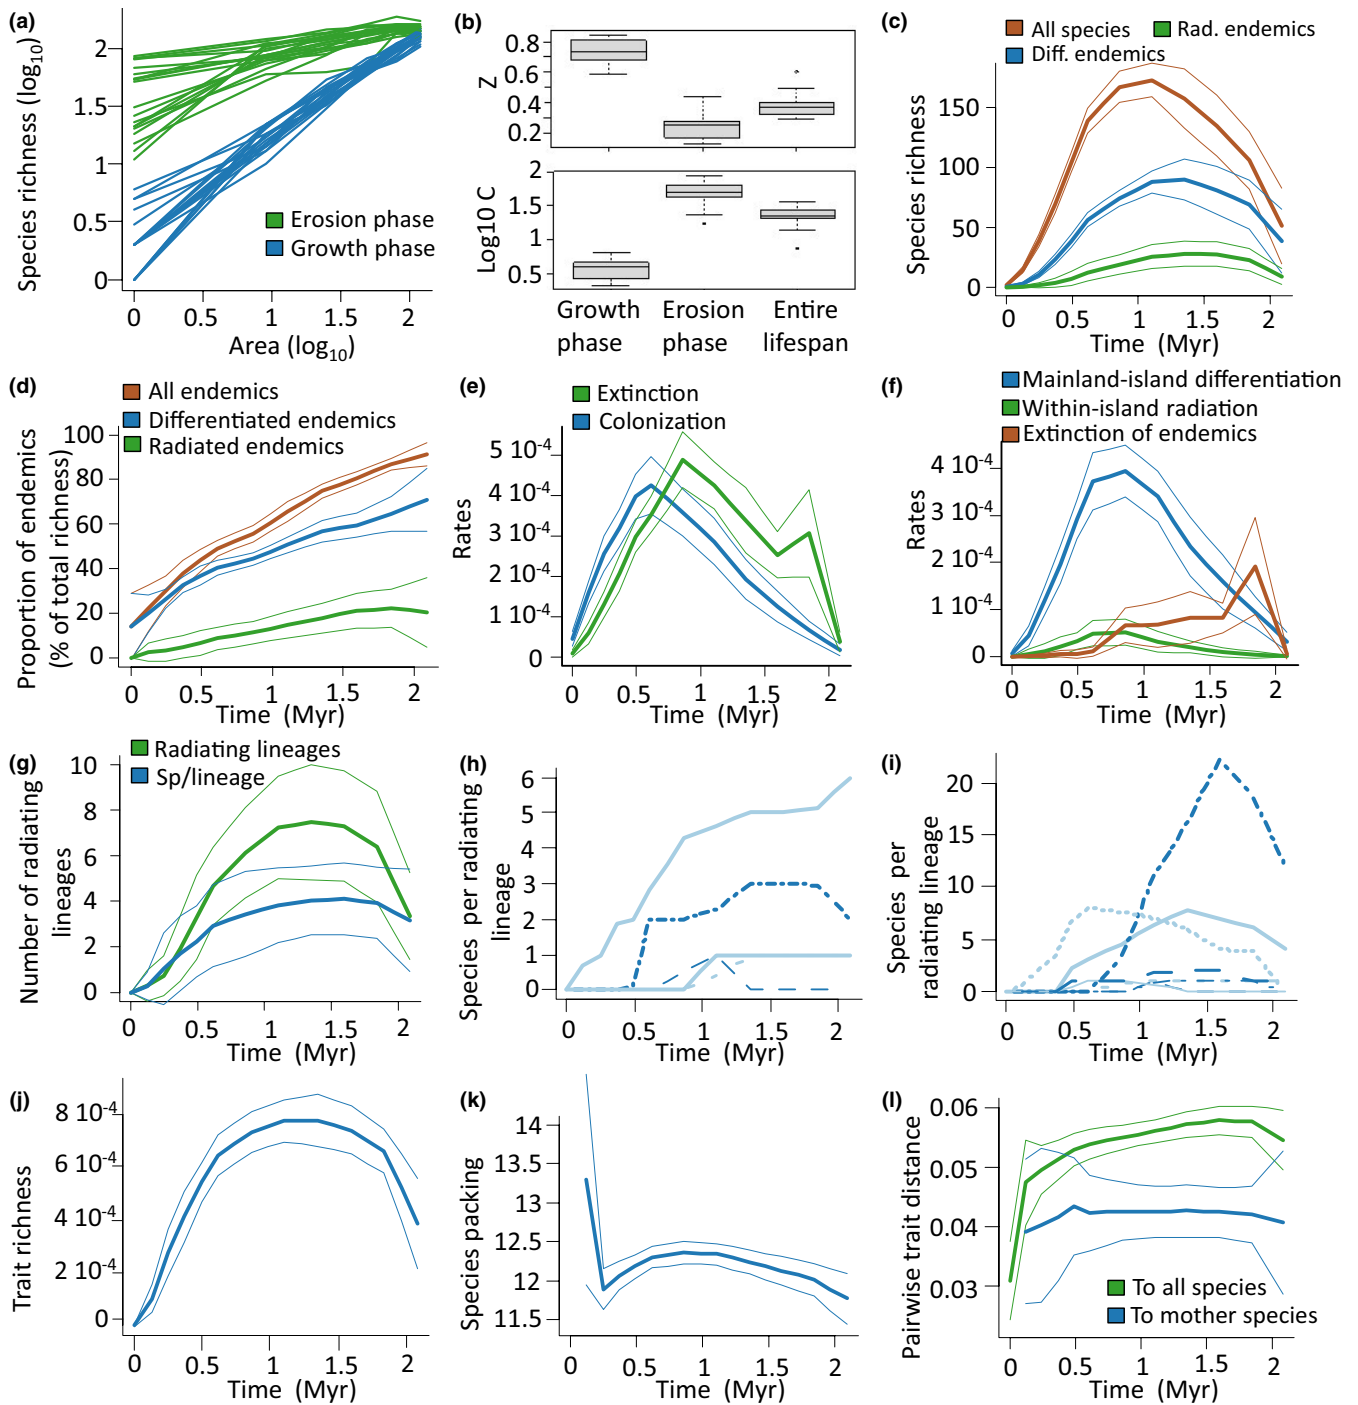 (a)
Species richness (log10)
2
1.5
1
0.5
0
Erosion phase
Growth phase
0 0.5 1 1.5 2
Area (log10)
(b)
Z
0.8
0.6
0.4
0.2
Log10 C
2
1.5
1
0.5
Growth phase
Erosion phase
Entire lifespan
(c)
All species
Rad. endemics
Diff. endemics
Species richness
150
100
50
0
0 0.5 1 1.5 2
Time (Myr)
(d)
All endemics
Differentiated endemics
Radiated endemics
Proportion of endemics
(% of total richness)
100
80
60
40
20
0
0 0.5 1 1.5 2
Time (Myr)
(e)
Extinction
Colonization
Rates
5 10-4
4 10-4
3 10-4
2 10-4
1 10-4
0
0 0.5 1 1.5 2
Time (Myr)
(f)
Mainland-island differentiation
Within-island radiation
Extinction of endemics
Rates
4 10-4
3 10-4
2 10-4
1 10-4
0
0 0.5 1 1.5 2
Time (Myr)
(g)
Radiating lineages
Sp/lineage
Number of radiating
lineages
10
8
6
4
2
0
0 0.5 1 1.5 2
Time (Myr)
(h)
Species per radiating
lineage
6
5
4
3
2
1
0
0 0.5 1 1.5 2
Time (Myr)
(i)
Species per
radiating lineage
20
15
10
5
0
0 0.5 1 1.5 2
Time (Myr)
(j)
Trait richness
8 10-4
6 10-4
4 10-4
2 10-4
0
0 0.5 1 1.5 2
Time (Myr)
(k)
Species packing
14
13.5
13
12.5
12
11.5
0 0.5 1 1.5 2
Time (Myr)
(l)
Pairwise trait distance
0.06
0.05
0.04
0.03
To all species
To mother species
0 0.5 1 1.5 2
Time (Myr)